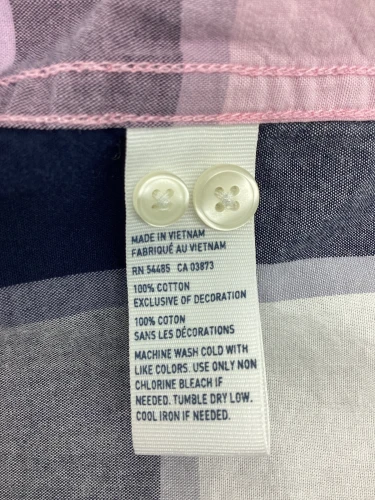 MADE IN VIETNAM
FABRIQUÉ AU VIETNAM
RN 54485 CA 03873
100% COTTON
EXCLUSIVE OF DECORATION
100% COTON
SANS LES DÉCORATIONS
MACHINE WASH COLD WITH
LIKE COLORS. USE ONLY NON
CHLORINE BLEACH IF
NEEDED. TUMBLE DRY LOW.
COOL IRON IF NEEDED.